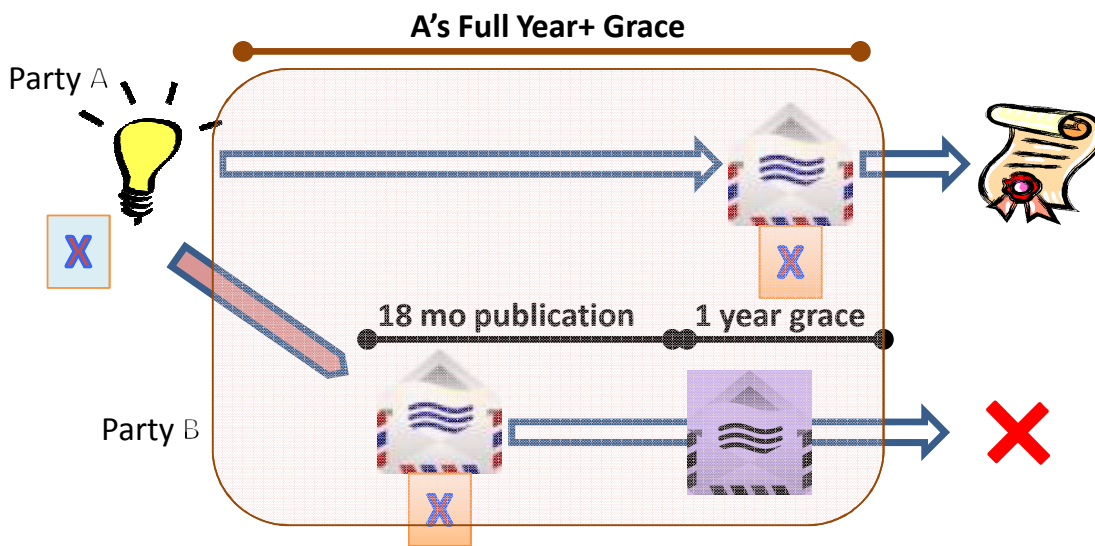 A's Full Year+ Grace
Party A
X
X
18 mo publication
1 year grace
Party B
X